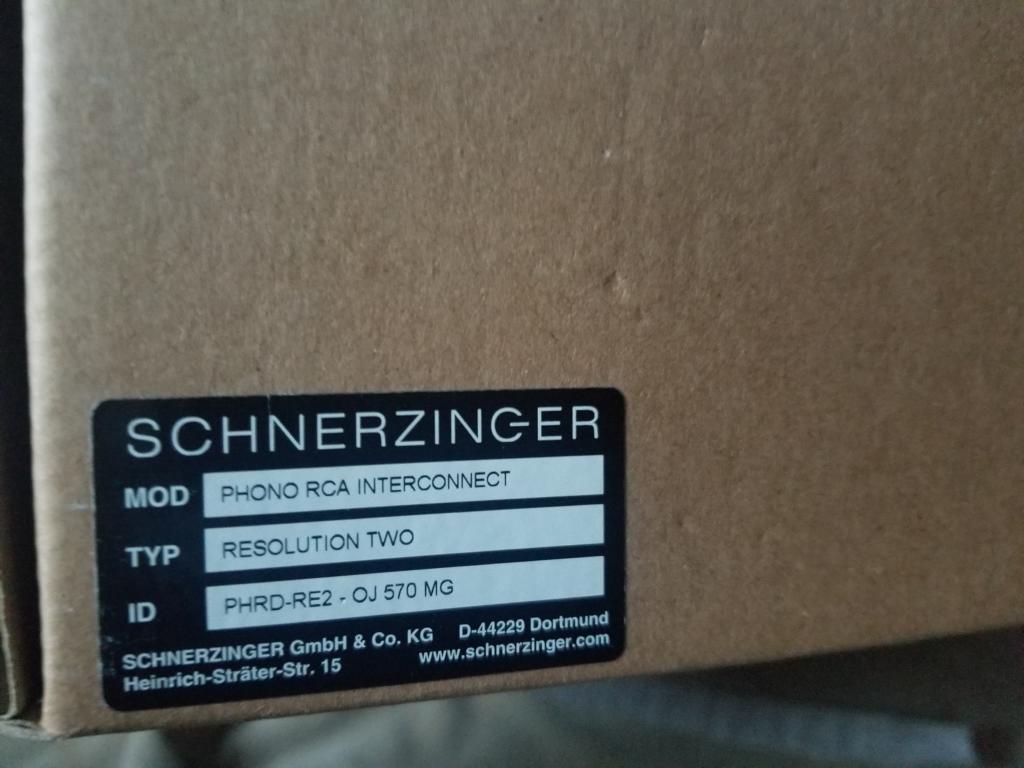 SCHNERZINGER
MOD PHONO RCA INTERCONNECT
TYP RESOLUTION TWO
ID PHRD-RE2 - OJ 570 MG
SCHNERZINGER GmbH & Co. KG D-44229 Dortmund
Heinrich-Sträter-Str. 15 www.schnerzinger.com